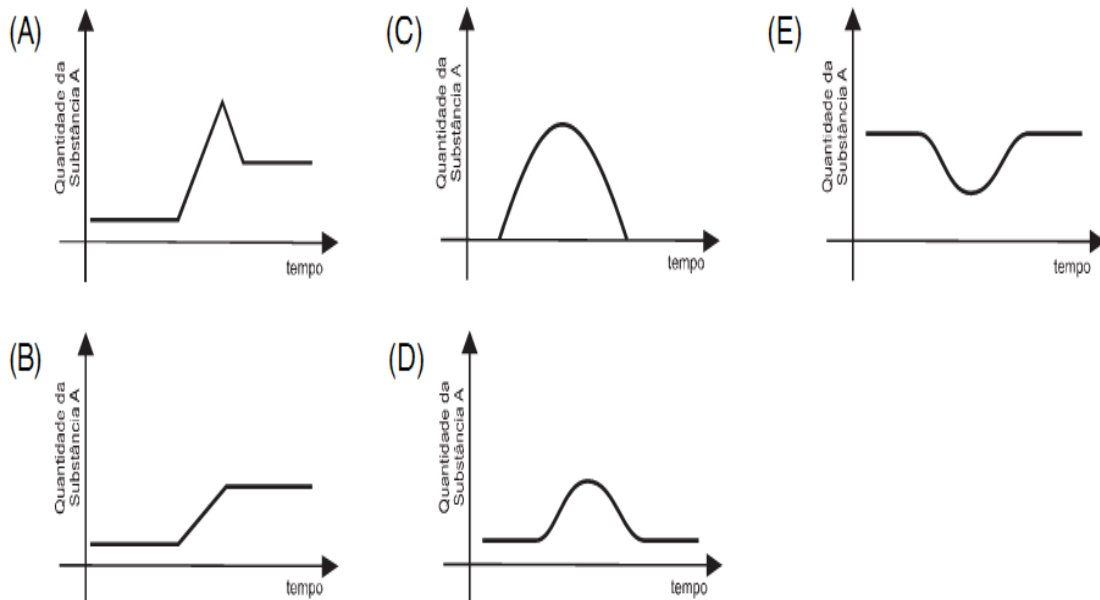 (A)
Quantidade da
Substância A
tempo
(B)
Quantidade da
Substância A
tempo
(C)
Quantidade da
Substância A
tempo
(D)
Quantidade da
Substância A
tempo
(E)
Quantidade da
Substância A
tempo